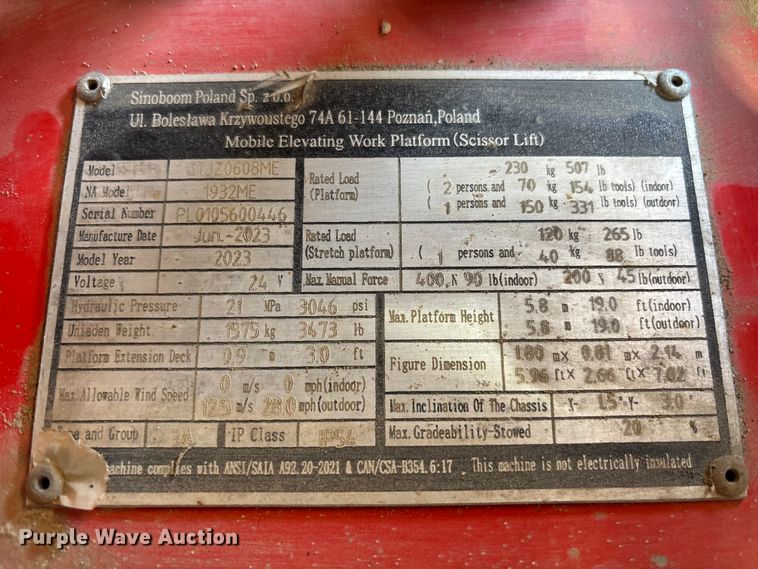 Sinoboom Poland Sp. z o.o.
Ul. Bolesława Krzywoustego 74A 61-144 Poznań,Poland
Mobile Elevating Work Platform(Scissor Lift)
Model JZ0608ME
NA Model 1932ME
Serial Number PL0105600446
Manufacture Date Jun.-2023
Model Year 2023
Voltage 24 V
Rated Load (Platform) 230 kg 507 lb
( 2 persons and 70 kg 154 lb tools) (indoor)
( 1 persons and 150 kg 331 lb tools) (outdoor)
Rated Load (Stretch platform) 120 kg 265 lb
( 1 persons and 40 kg 88 lb tools)
Max. Manual Force 400 N 90 lb(indoor) 200 N 45 lb(outdoor)
Hydraulic Pressure 21 MPa 3046 psi
Unladen Weight 1575 kg 3473 lb
Platform Extension Deck 0.9 m 3.0 ft
Max. Allowable Wind Speed 0 m/s 0 mph(indoor)
12.5 m/s 28.0 mph(outdoor)
and Group 3A IP Class IP54
Max. Platform Height 5.8 m 19.0 ft(indoor)
5.8 m 19.0 ft(outdoor)
Figure Dimension 1.80 m× 0.81 m× 2.14 m
5.96 ft× 2.66 ft× 7.02 ft
Max. Inclination Of The Chassis X- 1.5° Y- 3.0
Max. Gradeability-Stowed 20 %
machine complies with ANSI/SAIA A92.20-2021 & CAN/CSA-B354.6:17 . This machine is not electrically insulated
Purple Wave Auction